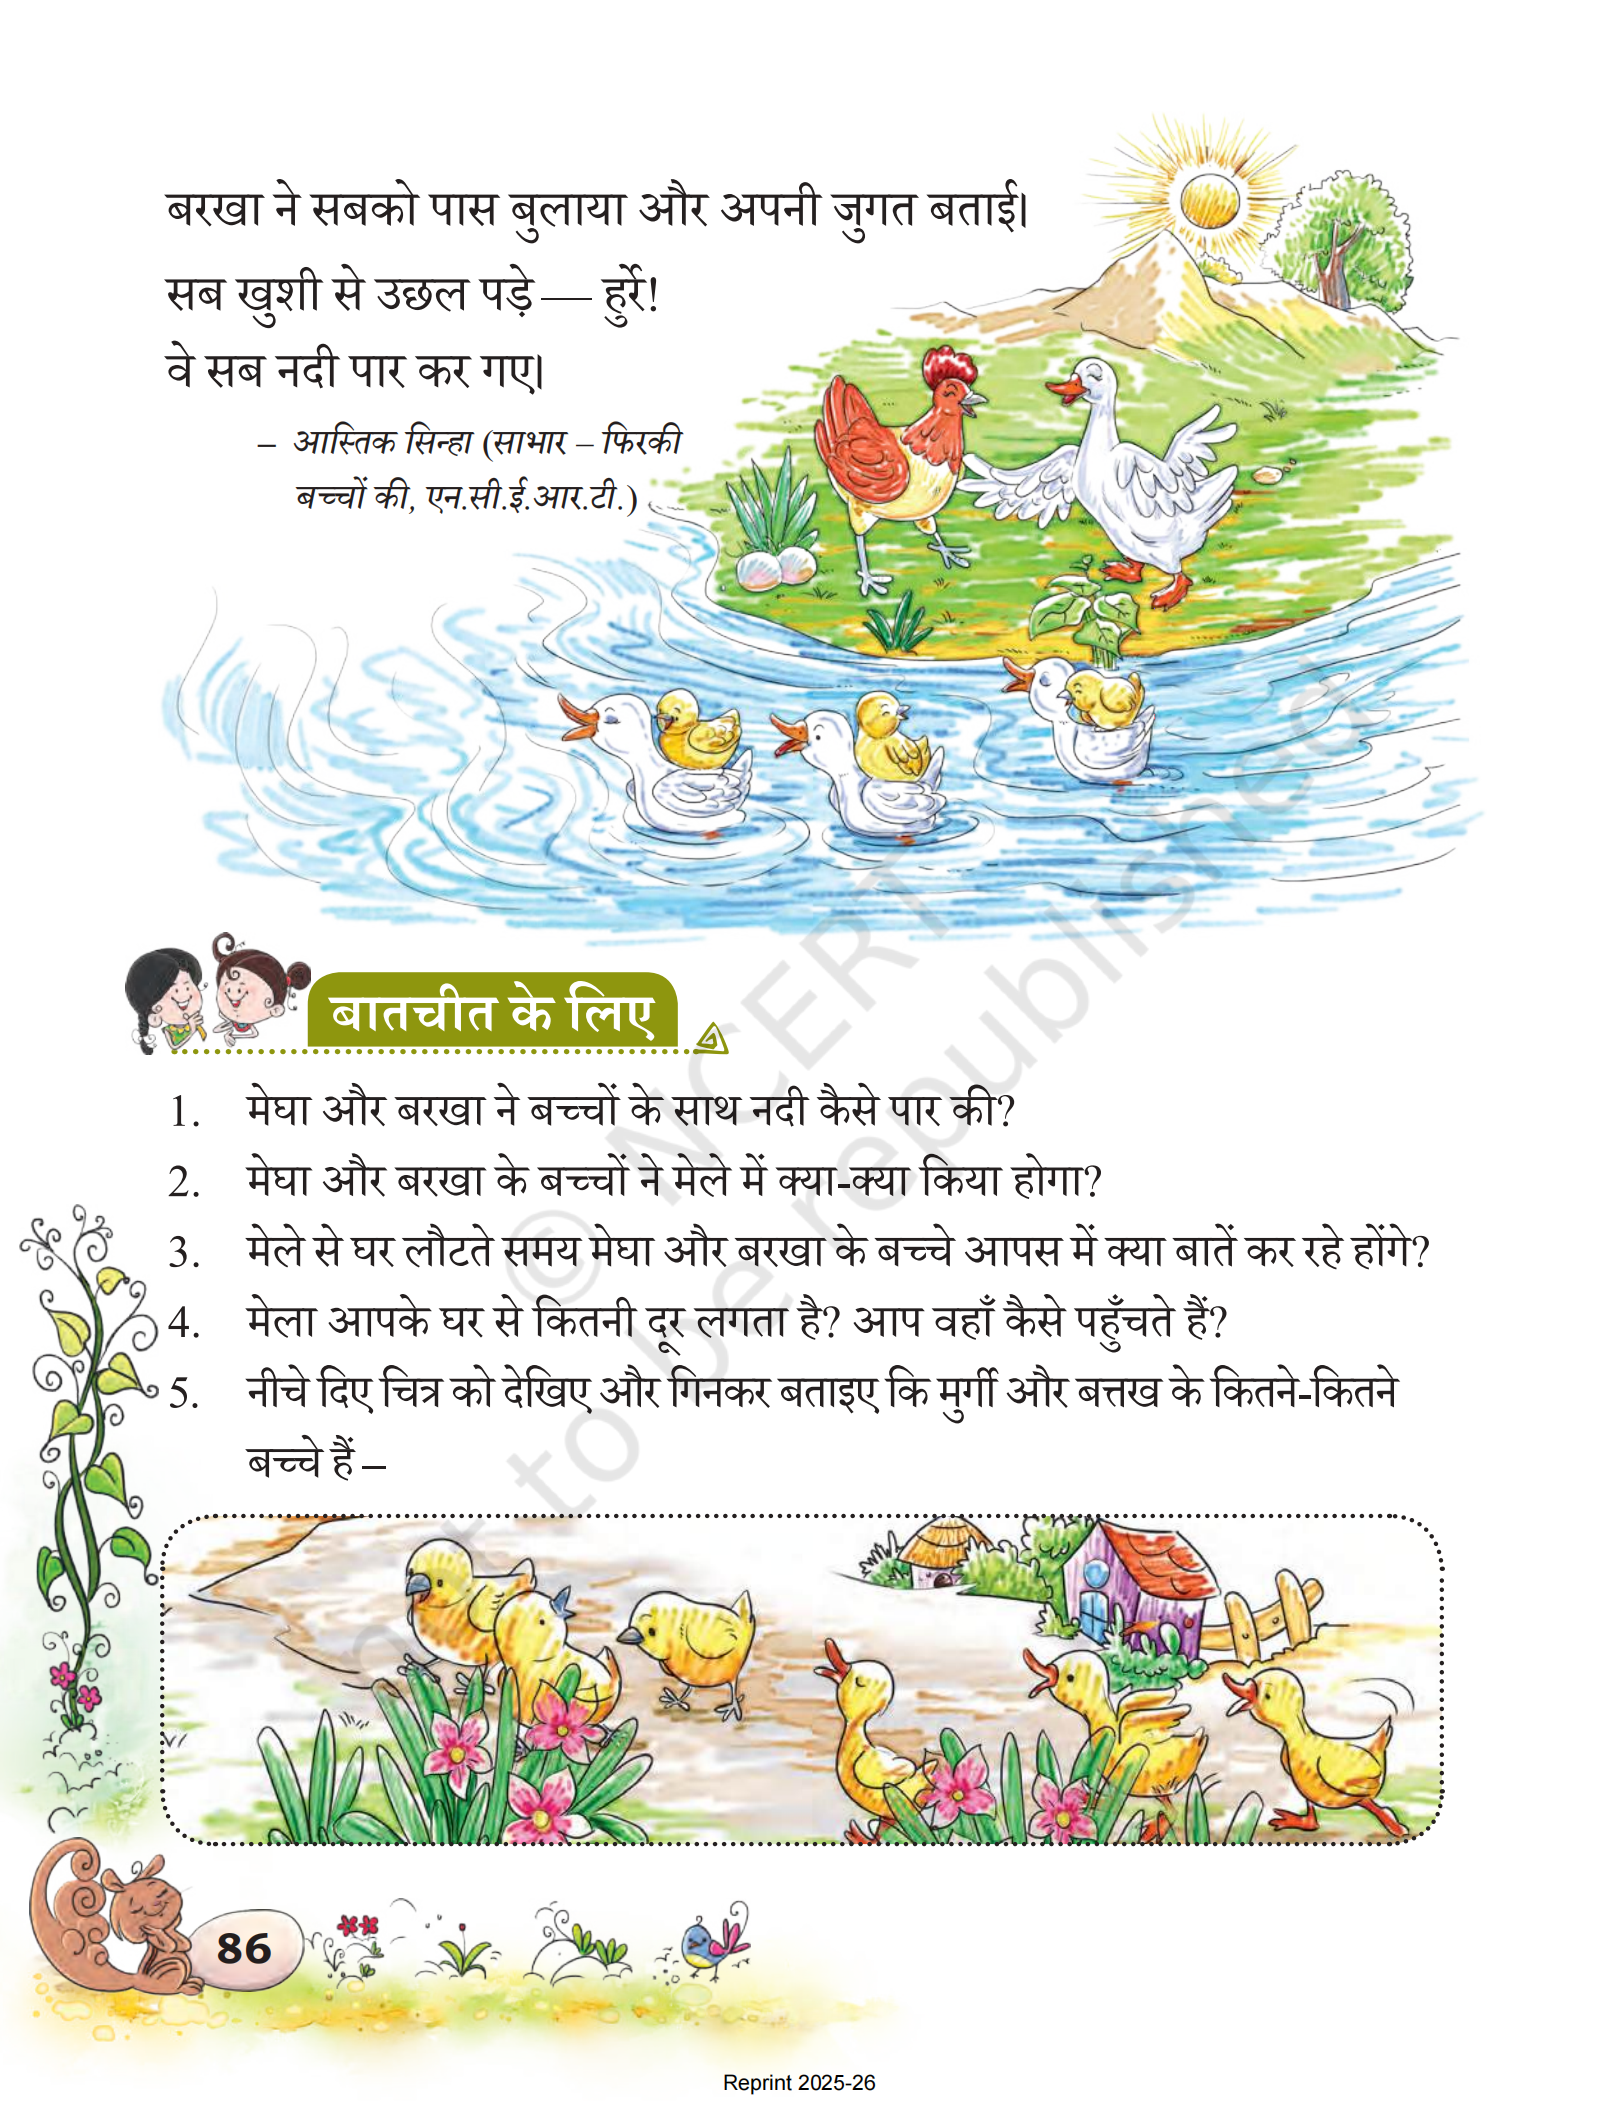 बरखा ने सबको पास बुलाया और अपनी जुगत बताई।
सब खुशी से उछल पड़े — हुर्रे!
वे सब नदी पार कर गए।
– आस्तिक सिन्हा (साभार – फिरकी
बच्चों की, एन.सी.ई.आर.टी.)
बातचीत के लिए
1. मेघा और बरखा ने बच्चों के साथ नदी कैसे पार की?
2. मेघा और बरखा के बच्चों ने मेले में क्या-क्या किया होगा?
3. मेले से घर लौटते समय मेघा और बरखा के बच्चे आपस में क्या बातें कर रहे होंगे?
4. मेला आपके घर से कितनी दूर लगता है? आप वहाँ कैसे पहुँचते हैं?
5. नीचे दिए चित्र को देखिए और गिनकर बताइए कि मुर्गी और बत्तख के कितने-कितने
बच्चे हैं –
© NCERT
not to be republished
86
Reprint 2025-26